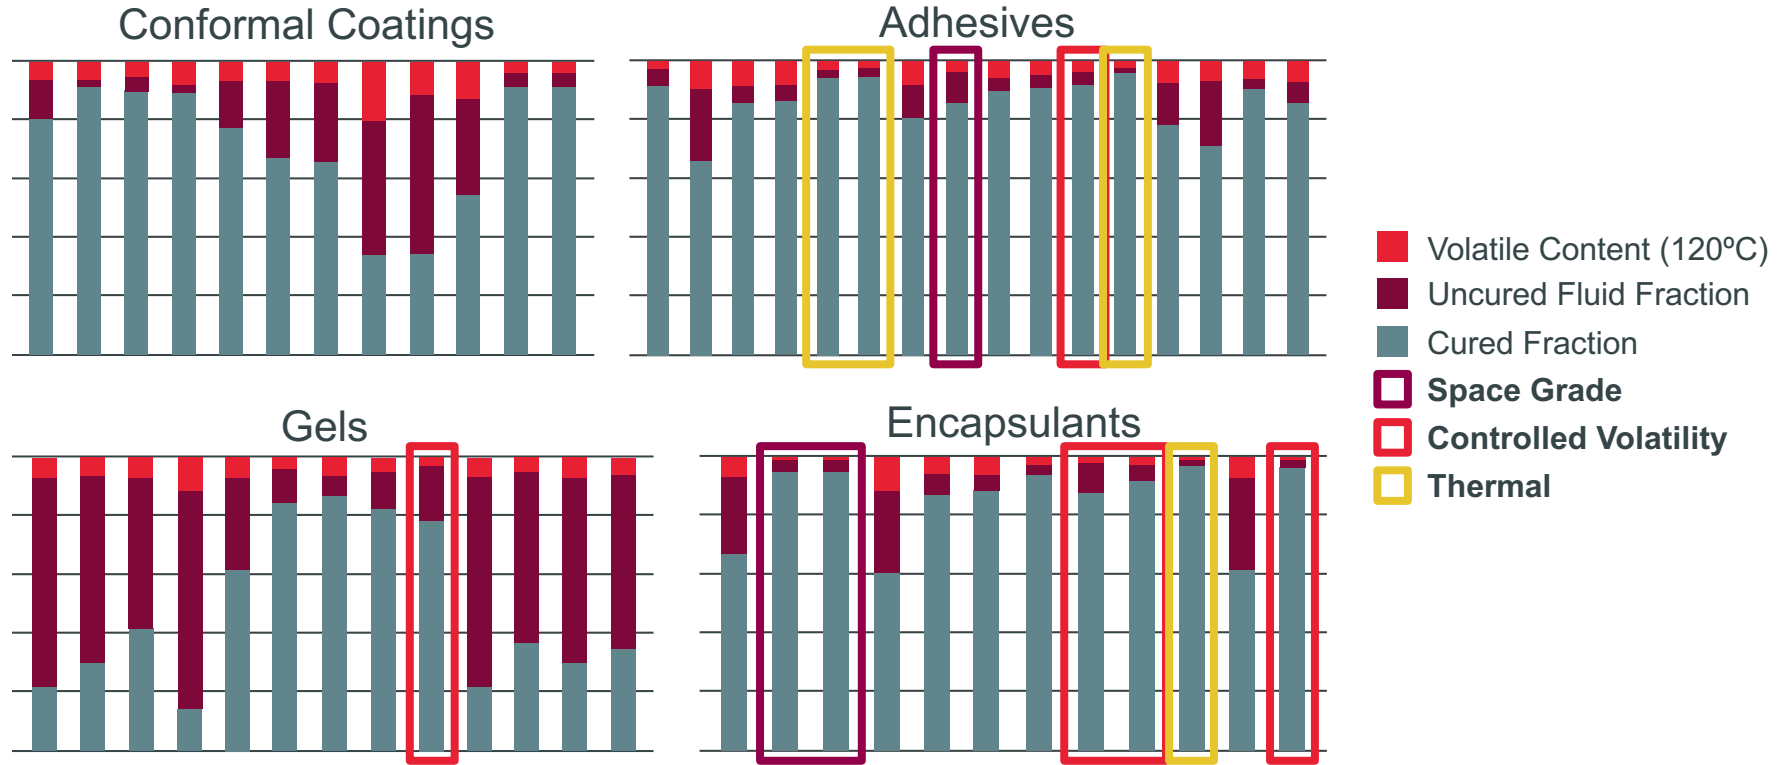 Conformal Coatings
Adhesives
Volatile Content (120ºC)
Uncured Fluid Fraction
Cured Fraction
Space Grade
Controlled Volatility
Thermal
Gels
Encapsulants